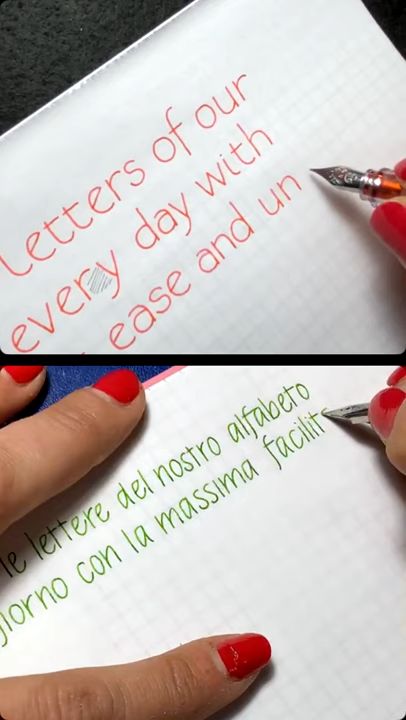 letters of our
every day with
ease and un
le lettere del nostro alfabeto
giorno con la massima facilit